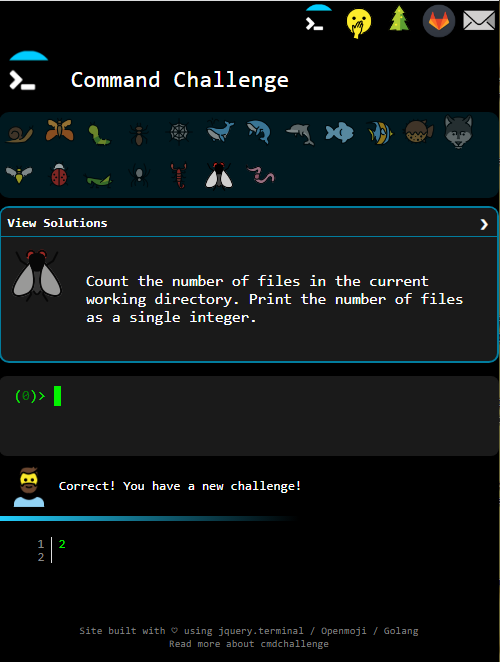 Command Challenge
View Solutions
Count the number of files in the current
working directory. Print the number of files
as a single integer.
(0)>
Correct! You have a new challenge!
1 2
2
Site built with ♡ using jquery.terminal / Openmoji / Golang
Read more about cmdchallenge